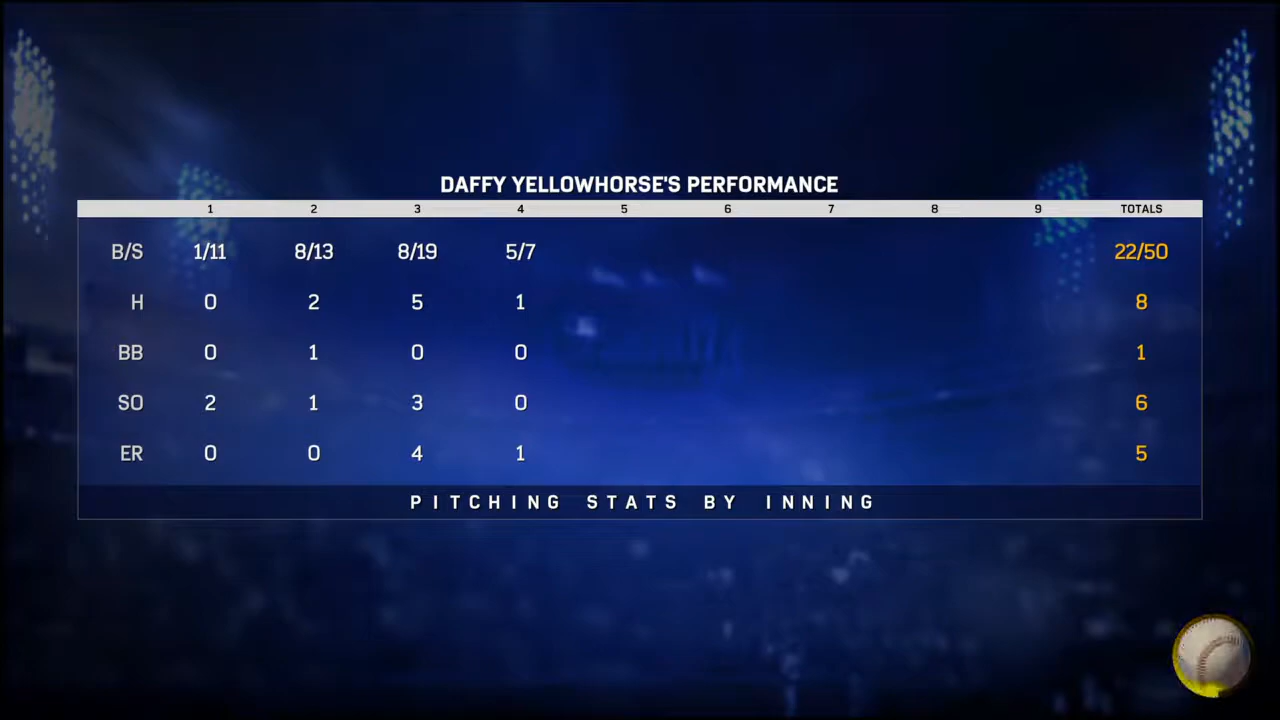 DAFFY YELLOWHORSE'S PERFORMANCE
1 2 3 4 5 6 7 8 9 TOTALS
B/S 1/11 8/13 8/19 5/7 22/50
H 0 2 5 1 8
BB 0 1 0 0 1
SO 2 1 3 0 6
ER 0 0 4 1 5
PITCHING STATS BY INNING